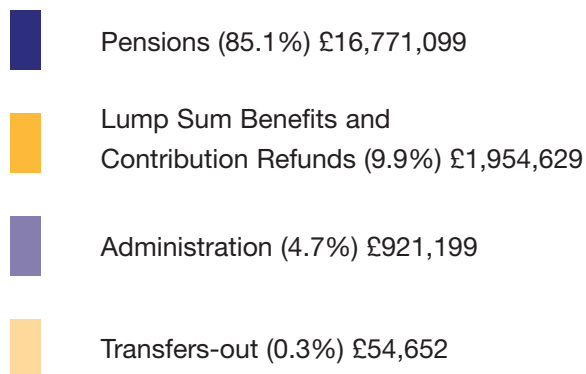 Pensions (85.1%) £16,771,099
Lump Sum Benefits and
Contribution Refunds (9.9%) £1,954,629
Administration (4.7%) £921,199
Transfers-out (0.3%) £54,652